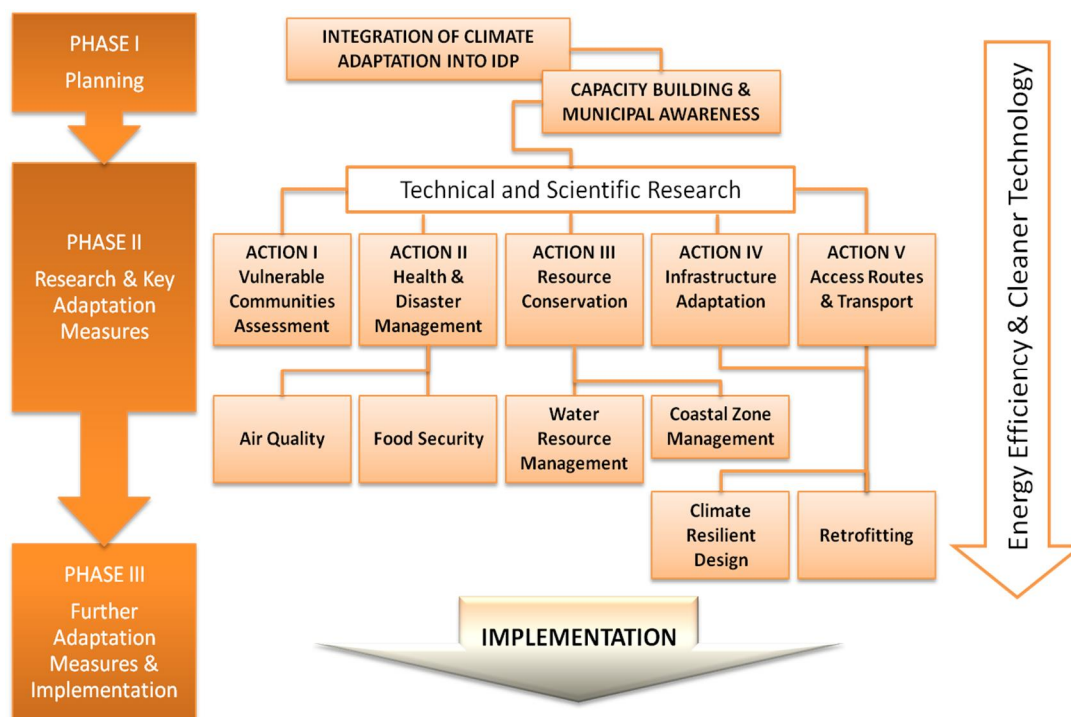 PHASE I
Planning
INTEGRATION OF CLIMATE
ADAPTATION INTO IDP
CAPACITY BUILDING &
MUNICIPAL AWARENESS
PHASE II
Research & Key
Adaptation
Measures
Technical and Scientific Research
ACTION I
Vulnerable
Communities
Assessment
ACTION II
Health &
Disaster
Management
ACTION III
Resource
Conservation
ACTION IV
Infrastructure
Adaptation
ACTION V
Access Routes
& Transport
Air Quality
Food Security
Water
Resource
Management
Coastal Zone
Management
Climate
Resilient
Design
Retrofitting
PHASE III
Further
Adaptation
Measures &
Implementation
IMPLEMENTATION
Energy Efficiency & Cleaner Technology